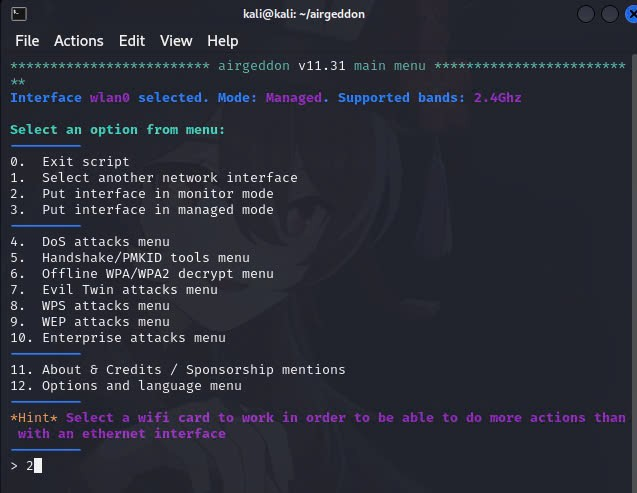 kali@kali: ~/airgeddon
File Actions Edit View Help
************************* airgeddon v11.31 main menu ************************
**
Interface wlan0 selected. Mode: Managed. Supported bands: 2.4Ghz
Select an option from menu:
---------
0. Exit script
1. Select another network interface
2. Put interface in monitor mode
3. Put interface in managed mode
---------
4. DoS attacks menu
5. Handshake/PMKID tools menu
6. Offline WPA/WPA2 decrypt menu
7. Evil Twin attacks menu
8. WPS attacks menu
9. WEP attacks menu
10. Enterprise attacks menu
---------
11. About & Credits / Sponsorship mentions
12. Options and language menu
---------
*Hint* Select a wifi card to work in order to be able to do more actions than
with an ethernet interface
---------
> 2